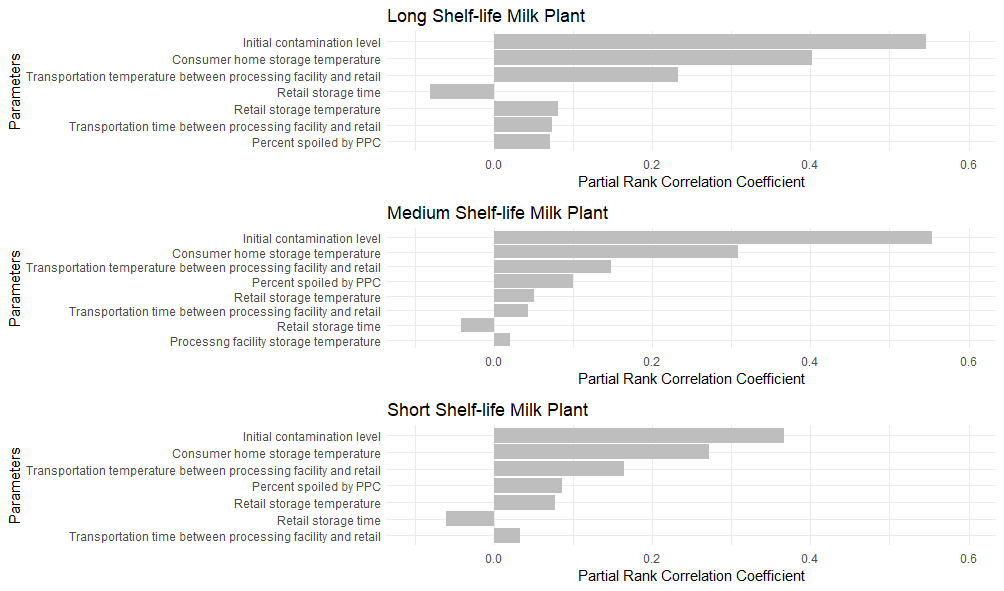 Long Shelf-life Milk Plant
Parameters
Initial contamination level
Consumer home storage temperature
Transportation temperature between processing facility and retail
Retail storage time
Retail storage temperature
Transportation time between processing facility and retail
Percent spoiled by PPC
0.0 0.2 0.4 0.6
Partial Rank Correlation Coefficient
Medium Shelf-life Milk Plant
Parameters
Initial contamination level
Consumer home storage temperature
Transportation temperature between processing facility and retail
Percent spoiled by PPC
Retail storage temperature
Transportation time between processing facility and retail
Retail storage time
Processng facility storage temperature
0.0 0.2 0.4 0.6
Partial Rank Correlation Coefficient
Short Shelf-life Milk Plant
Parameters
Initial contamination level
Consumer home storage temperature
Transportation temperature between processing facility and retail
Percent spoiled by PPC
Retail storage temperature
Retail storage time
Transportation time between processing facility and retail
0.0 0.2 0.4 0.6
Partial Rank Correlation Coefficient